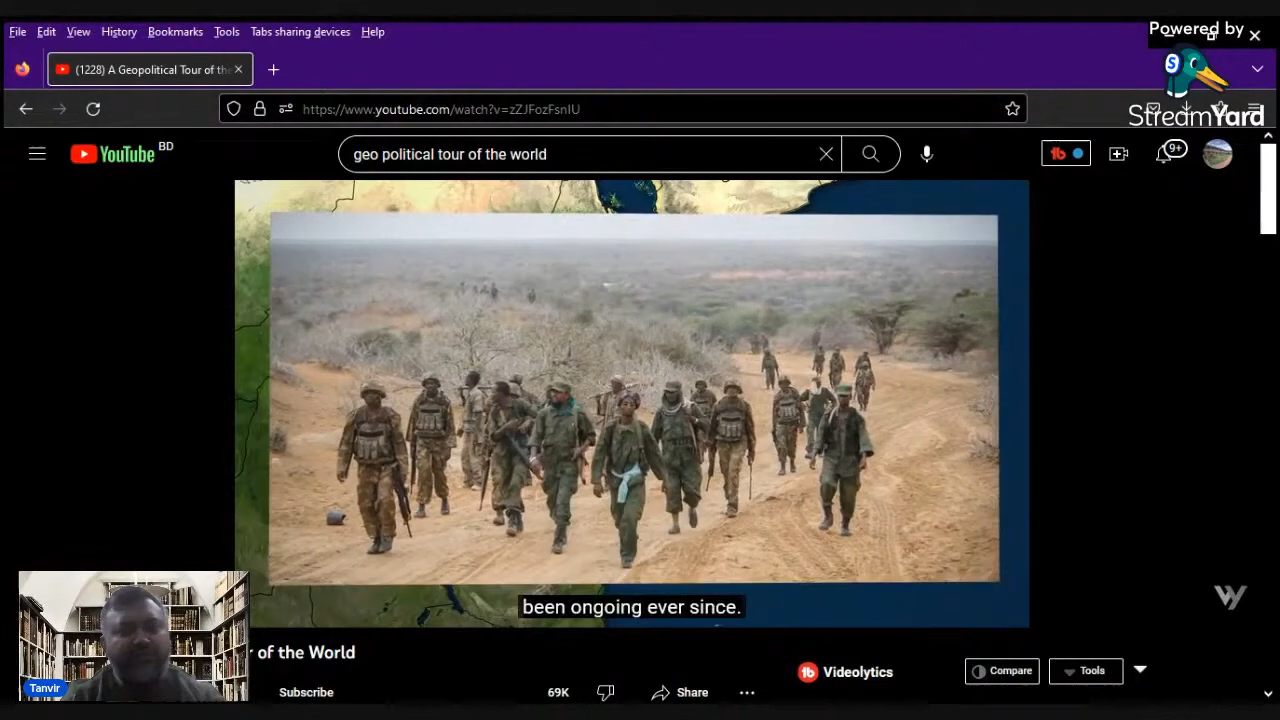 File Edit View History Bookmarks Tools Tabs sharing devices Help
Powered by
(1228) A Geopolitical Tour of the
StreamYard
https://www.youtube.com/watch?v=zZJFozFsnIU
YouTube BD
geo political tour of the world
9+
been ongoing ever since.
of the World
Videolytics
Compare
Tools
Tanvir
Subscribe
69K
Share